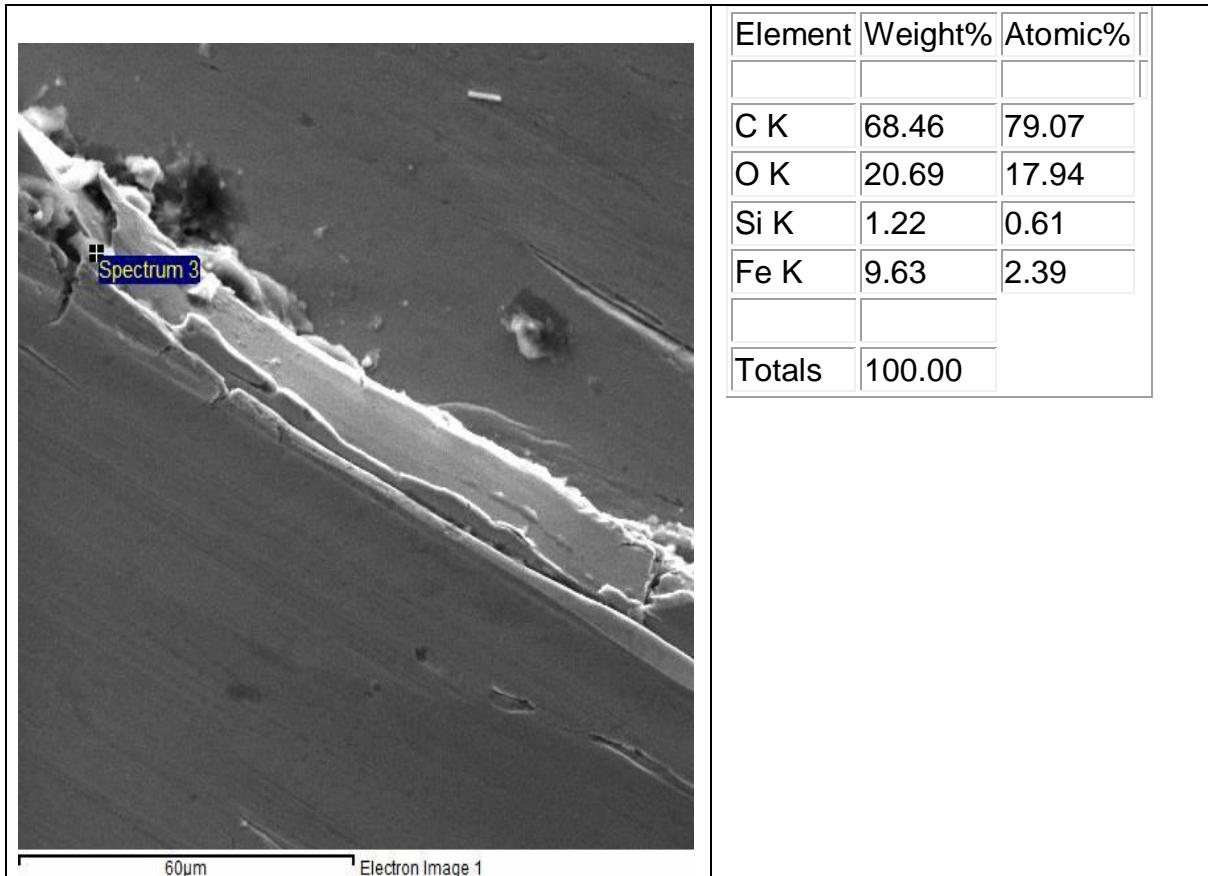 Spectrum 3
60µm
Electron Image 1
Element Weight% Atomic%
C K 68.46 79.07
O K 20.69 17.94
Si K 1.22 0.61
Fe K 9.63 2.39
Totals 100.00